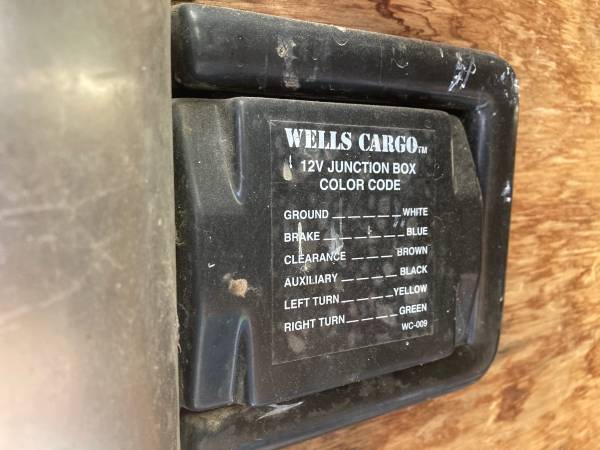 WELLS CARGO™
12V JUNCTION BOX
COLOR CODE
GROUND _ _ _ _ _ WHITE
BRAKE _ _ _ _ _ _ BLUE
CLEARANCE _ _ _ BROWN
AUXILIARY _ _ _ _ BLACK
LEFT TURN _ _ _ _ YELLOW
RIGHT TURN _ _ _ _ GREEN
WC-009